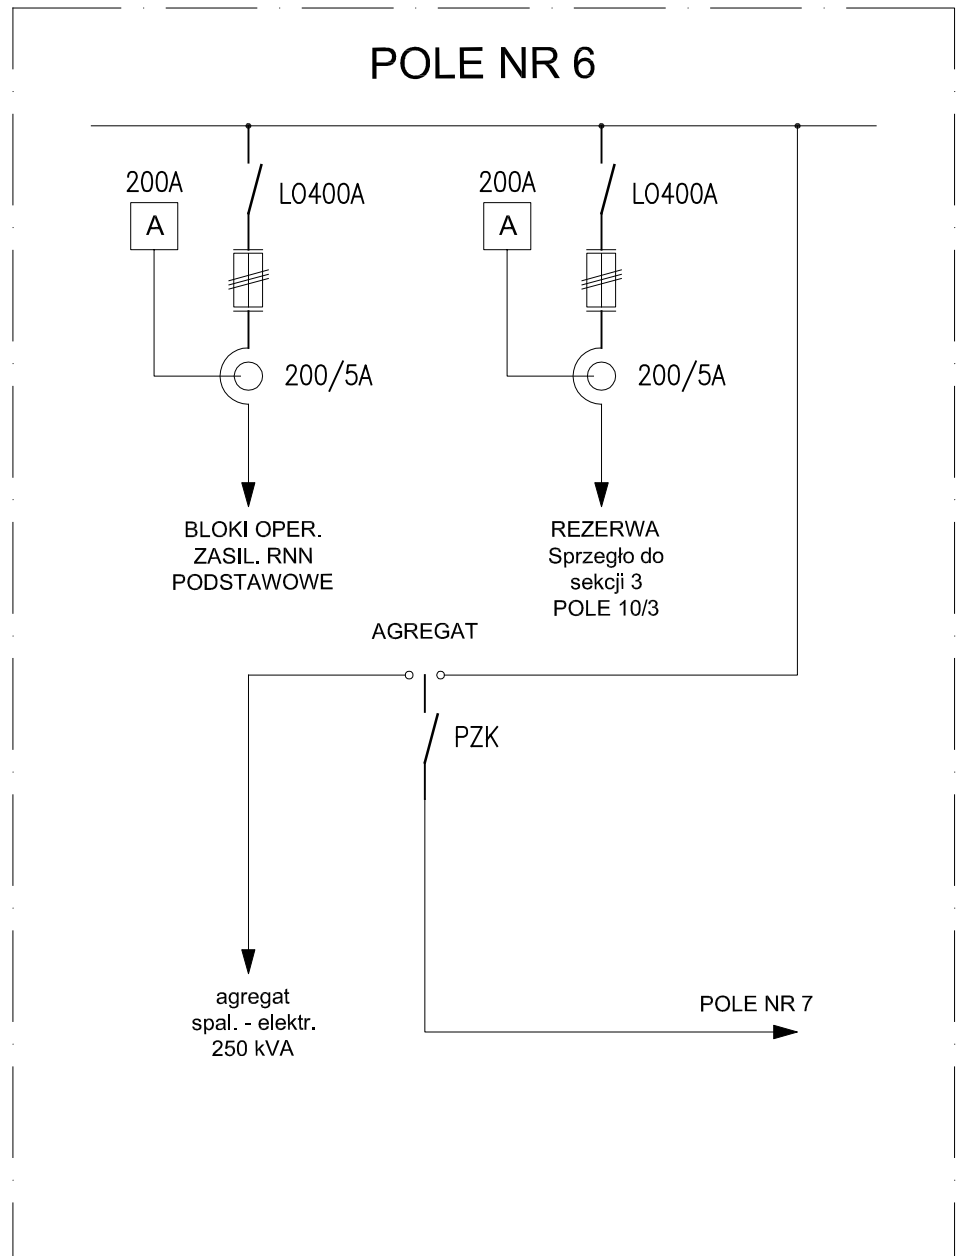 POLE NR 6
200A
A
LO400A
200/5A
BLOKI OPER.
ZASIL. RNN
PODSTAWOWE
200A
A
LO400A
200/5A
REZERWA
Sprzegło do
sekcji 3
POLE 10/3
AGREGAT
PZK
agregat
spal. - elektr.
250 kVA
POLE NR 7